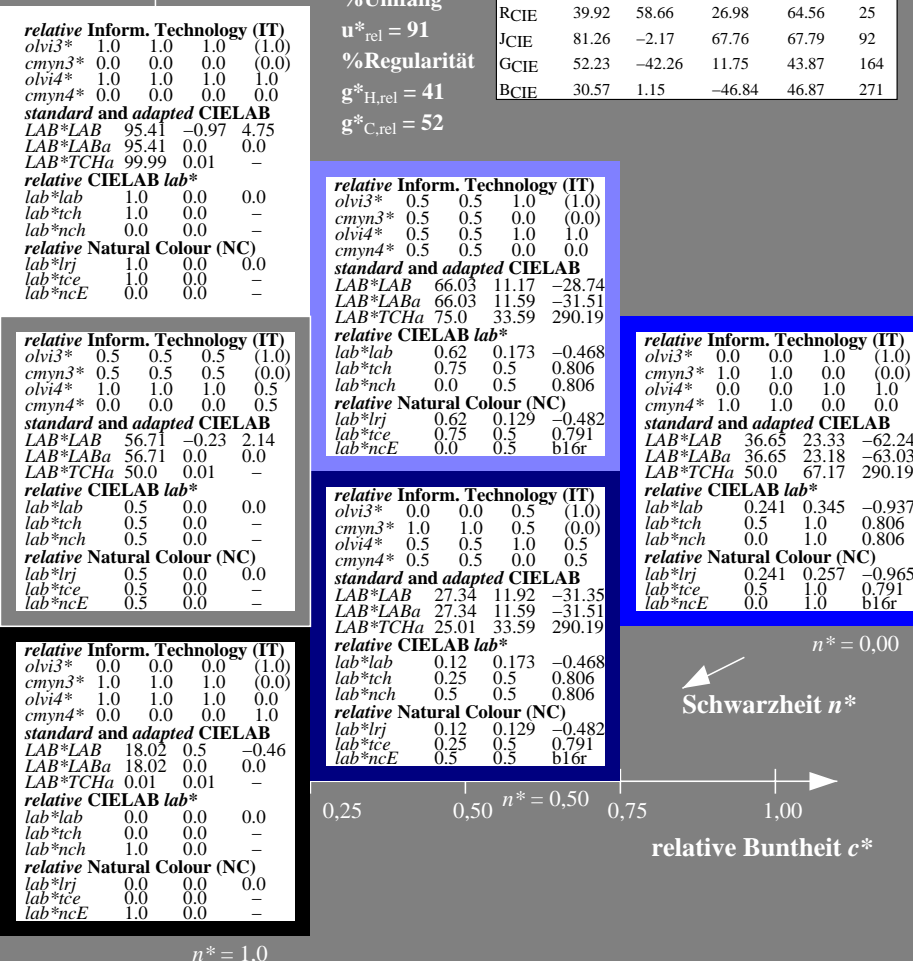 %Umfang
u*rel = 91
%Regularität
g*H,rel = 41
g*C,rel = 52
RCIE 39.92 58.66 26.98 64.56 25
JCIE 81.26 −2.17 67.76 67.79 92
GCIE 52.23 −42.26 11.75 43.87 164
BCIE 30.57 1.15 −46.84 46.87 271
relative Inform. Technology (IT)
olvi3* 1.0 1.0 1.0 (1.0)
cmyn3* 0.0 0.0 0.0 (0.0)
olvi4* 1.0 1.0 1.0 1.0
cmyn4* 0.0 0.0 0.0 0.0
standard and adapted CIELAB
LAB*LAB 95.41 −0.97 4.75
LAB*LABa 95.41 0.0 0.0
LAB*TCHa 99.99 0.01 −
relative CIELAB lab*
lab*lab 1.0 0.0 0.0
lab*tch 1.0 0.0 −
lab*nch 0.0 0.0 −
relative Natural Colour (NC)
lab*lrj 1.0 0.0 0.0
lab*tce 1.0 0.0 −
lab*ncE 0.0 0.0 −
relative Inform. Technology (IT)
olvi3* 0.5 0.5 1.0 (1.0)
cmyn3* 0.5 0.5 0.0 (0.0)
olvi4* 0.5 0.5 1.0 1.0
cmyn4* 0.5 0.5 0.0 0.0
standard and adapted CIELAB
LAB*LAB 66.03 11.17 −28.74
LAB*LABa 66.03 11.59 −31.51
LAB*TCHa 75.0 33.59 290.19
relative CIELAB lab*
lab*lab 0.62 0.173 −0.468
lab*tch 0.75 0.5 0.806
lab*nch 0.0 0.5 0.806
relative Natural Colour (NC)
lab*lrj 0.62 0.129 −0.482
lab*tce 0.75 0.5 0.791
lab*ncE 0.0 0.5 b16r
relative Inform. Technology (IT)
olvi3* 0.5 0.5 0.5 (1.0)
cmyn3* 0.5 0.5 0.5 (0.0)
olvi4* 1.0 1.0 1.0 0.5
cmyn4* 0.0 0.0 0.0 0.5
standard and adapted CIELAB
LAB*LAB 56.71 −0.23 2.14
LAB*LABa 56.71 0.0 0.0
LAB*TCHa 50.0 0.01 −
relative CIELAB lab*
lab*lab 0.5 0.0 0.0
lab*tch 0.5 0.0 −
lab*nch 0.5 0.0 −
relative Natural Colour (NC)
lab*lrj 0.5 0.0 0.0
lab*tce 0.5 0.0 −
lab*ncE 0.5 0.0 −
relative Inform. Technology (IT)
olvi3* 0.0 0.0 1.0 (1.0)
cmyn3* 1.0 1.0 0.0 (0.0)
olvi4* 0.0 0.0 1.0 1.0
cmyn4* 1.0 1.0 0.0 0.0
standard and adapted CIELAB
LAB*LAB 36.65 23.33 −62.24
LAB*LABa 36.65 23.18 −63.03
LAB*TCHa 50.0 67.17 290.19
relative CIELAB lab*
lab*lab 0.241 0.345 −0.937
lab*tch 0.5 1.0 0.806
lab*nch 0.0 1.0 0.806
relative Natural Colour (NC)
lab*lrj 0.241 0.257 −0.965
lab*tce 0.5 1.0 0.791
lab*ncE 0.0 1.0 b16r
relative Inform. Technology (IT)
olvi3* 0.0 0.0 0.5 (1.0)
cmyn3* 1.0 1.0 0.5 (0.0)
olvi4* 0.5 0.5 1.0 0.5
cmyn4* 0.5 0.5 0.0 0.5
standard and adapted CIELAB
LAB*LAB 27.34 11.92 −31.35
LAB*LABa 27.34 11.59 −31.51
LAB*TCHa 25.01 33.59 290.19
relative CIELAB lab*
lab*lab 0.12 0.173 −0.468
lab*tch 0.25 0.5 0.806
lab*nch 0.5 0.5 0.806
relative Natural Colour (NC)
lab*lrj 0.12 0.129 −0.482
lab*tce 0.25 0.5 0.791
lab*ncE 0.5 0.5 b16r
relative Inform. Technology (IT)
olvi3* 0.0 0.0 0.0 (1.0)
cmyn3* 1.0 1.0 1.0 (0.0)
olvi4* 1.0 1.0 1.0 0.0
cmyn4* 0.0 0.0 0.0 1.0
standard and adapted CIELAB
LAB*LAB 18.02 0.5 −0.46
LAB*LABa 18.02 0.0 0.0
LAB*TCHa 0.01 0.01 −
relative CIELAB lab*
lab*lab 0.0 0.0 0.0
lab*tch 0.0 0.0 −
lab*nch 1.0 0.0 −
relative Natural Colour (NC)
lab*lrj 0.0 0.0 0.0
lab*tce 0.0 0.0 −
lab*ncE 1.0 0.0 −
n* = 0,00
Schwarzheit n*
n* = 0,50
0,25 0,50 0,75 1,00
relative Buntheit c*
n* = 1,0